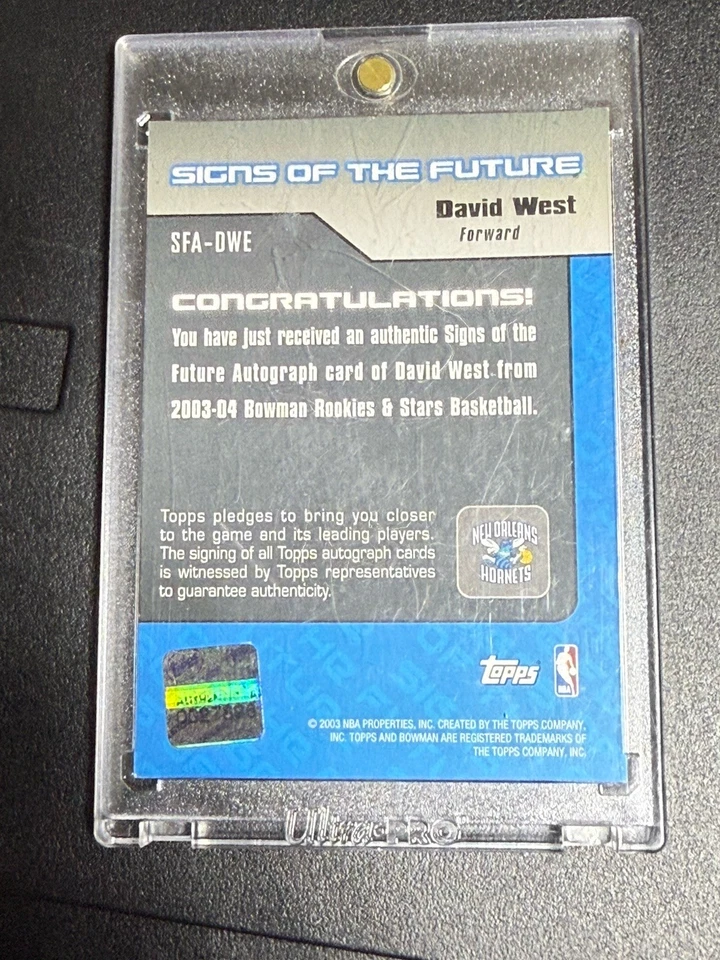 SIGNS OF THE FUTURE
David West
Forward
SFA-DWE
CONGRATULATIONS!
You have just received an authentic Signs of the
Future Autograph card of David West from
2003-04 Bowman Rookies & Stars Basketball.
Topps pledges to bring you closer
to the game and its leading players.
The signing of all Topps autograph cards
is witnessed by Topps representatives
to guarantee authenticity.
NEW ORLEANS
HORNETS
topps
NBA
© 2003 NBA PROPERTIES, INC. CREATED BY THE TOPPS COMPANY,
INC. TOPPS AND BOWMAN ARE REGISTERED TRADEMARKS OF
THE TOPPS COMPANY, INC.
Ultra·PRO